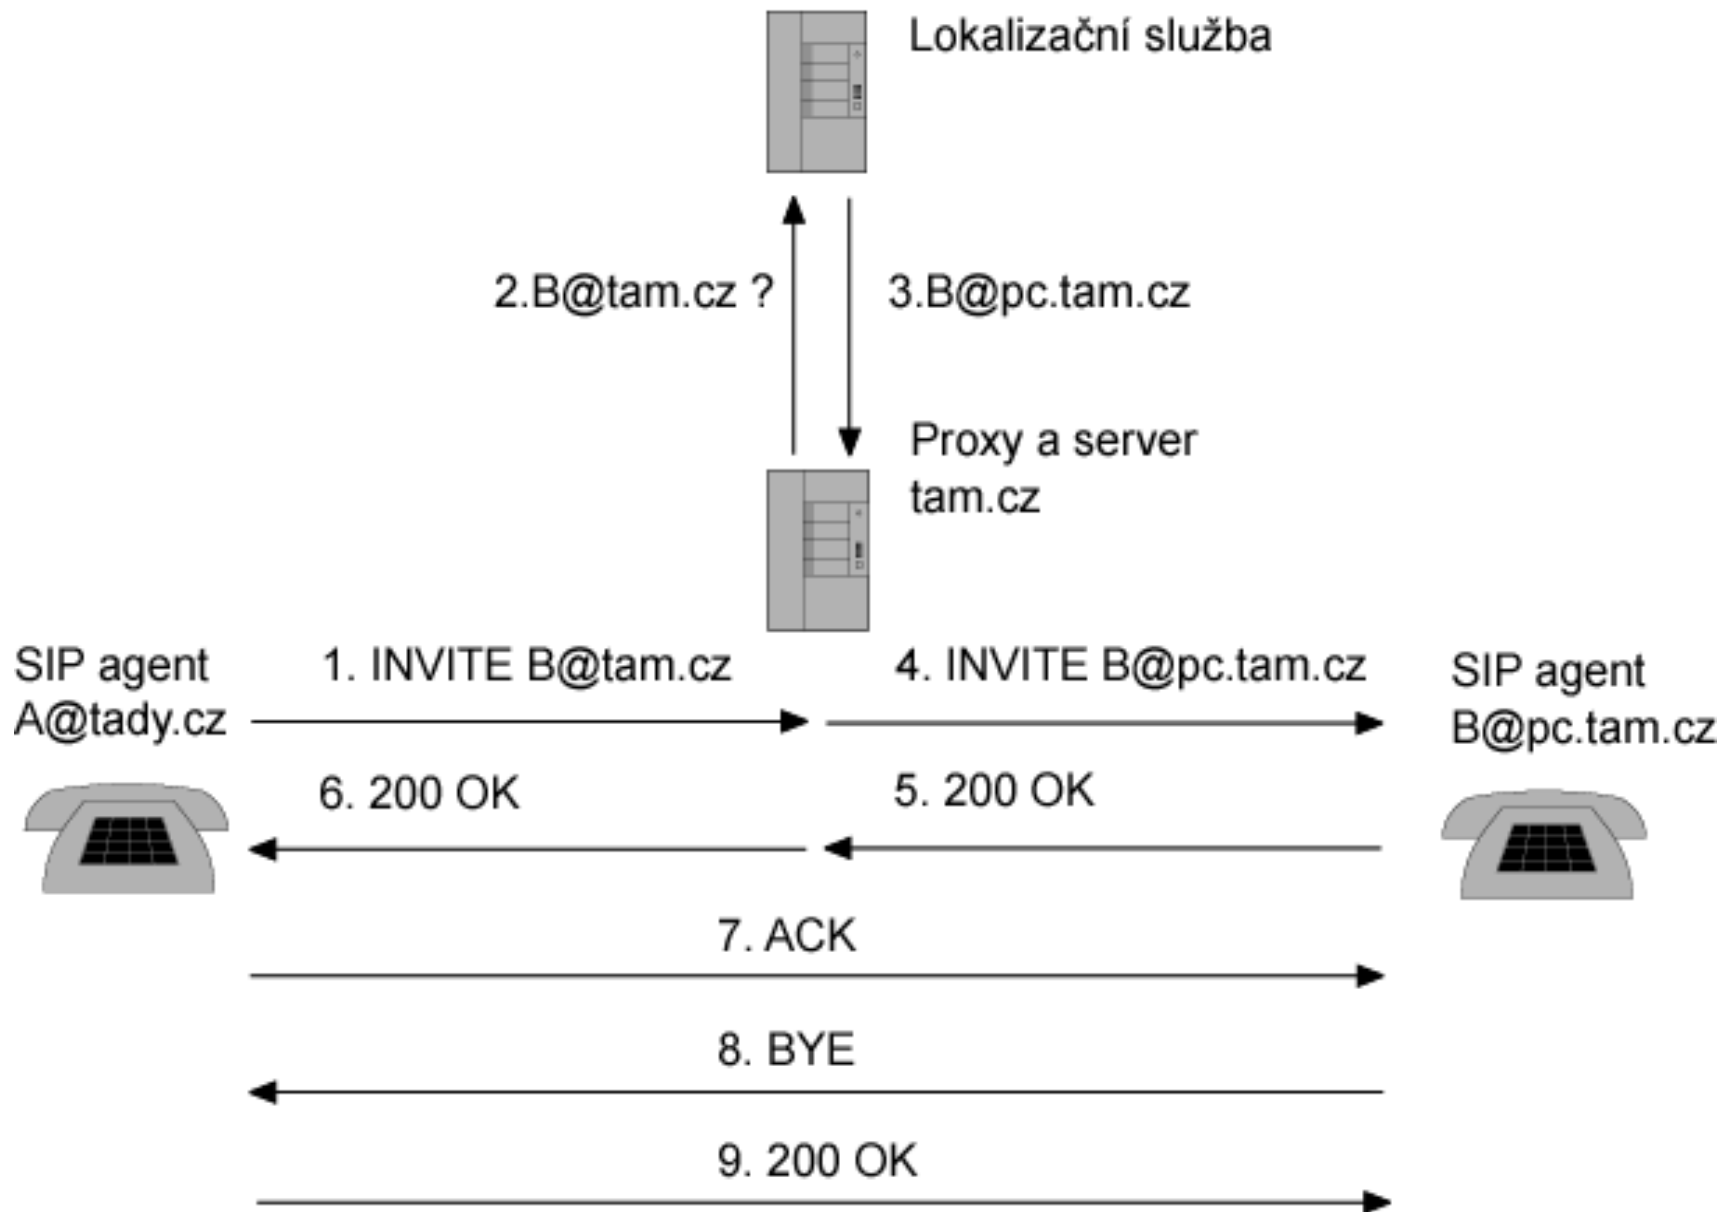 Lokalizační služba
2.B@tam.cz ?
3.B@pc.tam.cz
Proxy a server
tam.cz
SIP agent
A@tady.cz
1. INVITE B@tam.cz
4. INVITE B@pc.tam.cz
SIP agent
B@pc.tam.cz
6. 200 OK
5. 200 OK
7. ACK
8. BYE
9. 200 OK